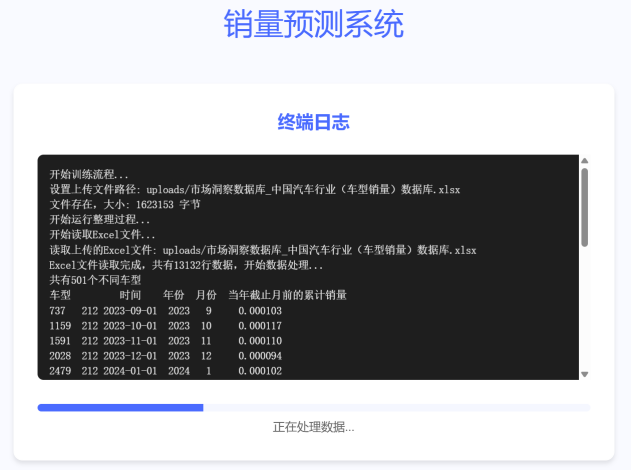 销量预测系统
终端日志
开始训练流程...
设置上传文件路径: uploads/市场洞察数据库_中国汽车行业（车型销量）数据库.xlsx
文件存在, 大小: 1623153 字节
开始运行整理过程...
开始读取Excel文件...
读取上传的Excel文件: uploads/市场洞察数据库_中国汽车行业（车型销量）数据库.xlsx
Excel文件读取完成, 共有13132行数据, 开始数据处理...
共有501个不同车型
车型 时间 年份 月份 当年截止月前的累计销量
737 212 2023-09-01 2023 9 0.000103
1159 212 2023-10-01 2023 10 0.000117
1591 212 2023-11-01 2023 11 0.000110
2028 212 2023-12-01 2023 12 0.000094
2479 212 2024-01-01 2024 1 0.000102
正在处理数据...